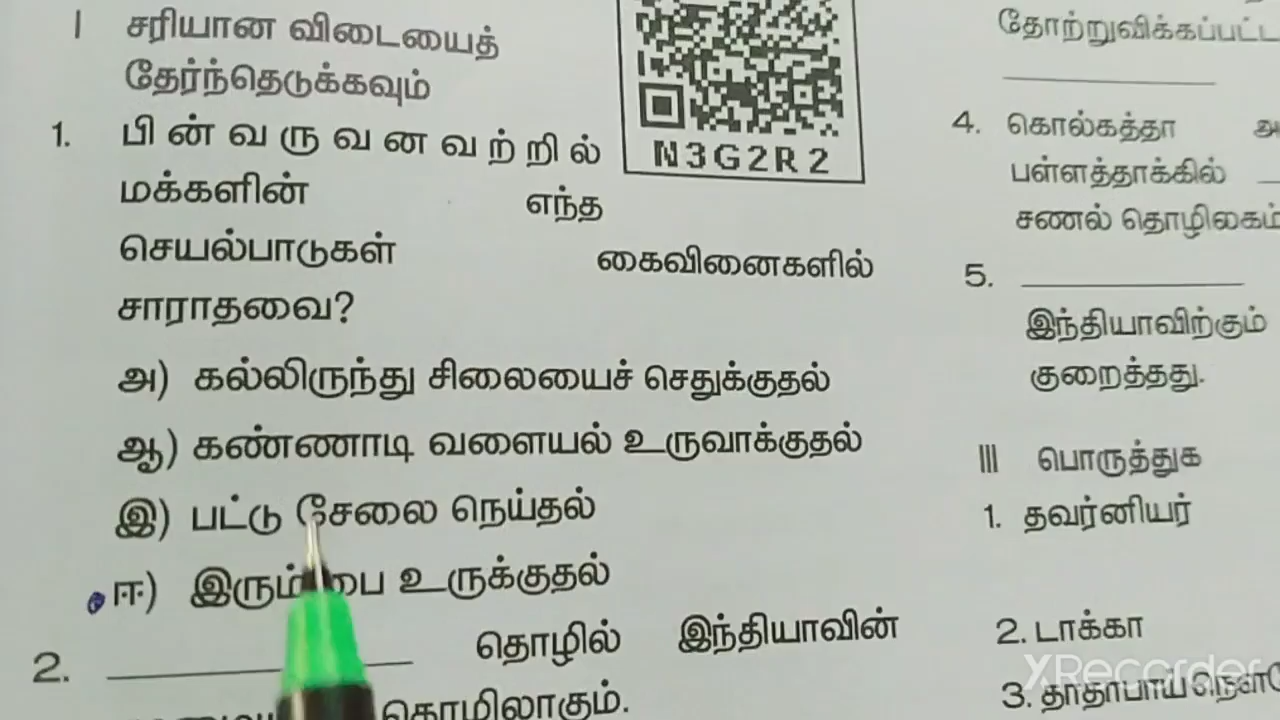 I சரியான விடையைத்
தேர்ந்தெடுக்கவும்
1. பின்வருவனவற்றில்
மக்களின் எந்த
செயல்பாடுகள் கைவினைகளில்
சாராதவை?
அ) கல்லிருந்து சிலையைச் செதுக்குதல்
ஆ) கண்ணாடி வளையல் உருவாக்குதல்
இ) பட்டு சேலை நெய்தல்
ஈ) இரும்பை உருக்குதல்
2. தொழில் இந்தியாவின்
தொழிலாகும்.
N3G2R2
தோற்றுவிக்கப்பட்ட
4. கொல்கத்தா
பள்ளத்தாக்கில்
சணல் தொழிலகம்
5.
இந்தியாவிற்கும்
குறைத்தது.
III பொருத்துக
1. தவர்னியர்
2. டாக்கா
3. தாதாபாய்
XRecorder